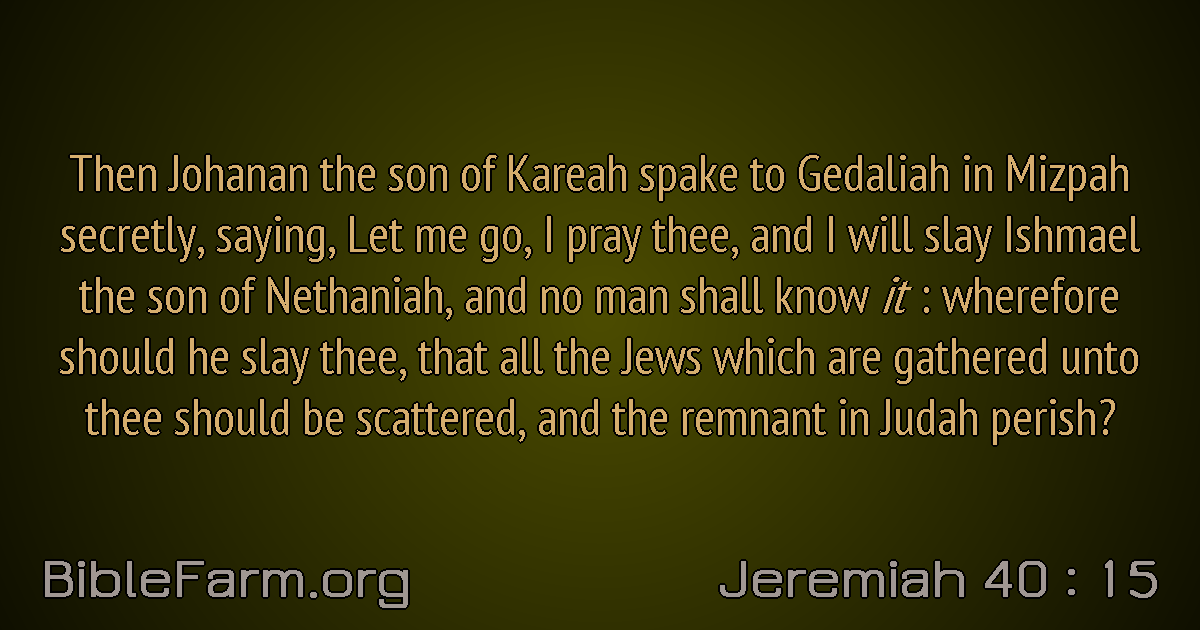 Then Johanan the son of Kareah spake to Gedaliah in Mizpah
secretly, saying, Let me go, I pray thee, and I will slay Ishmael
the son of Nethaniah, and no man shall know it : wherefore
should he slay thee, that all the Jews which are gathered unto
thee should be scattered, and the remnant in Judah perish?
BibleFarm.org
Jeremiah 40 : 15